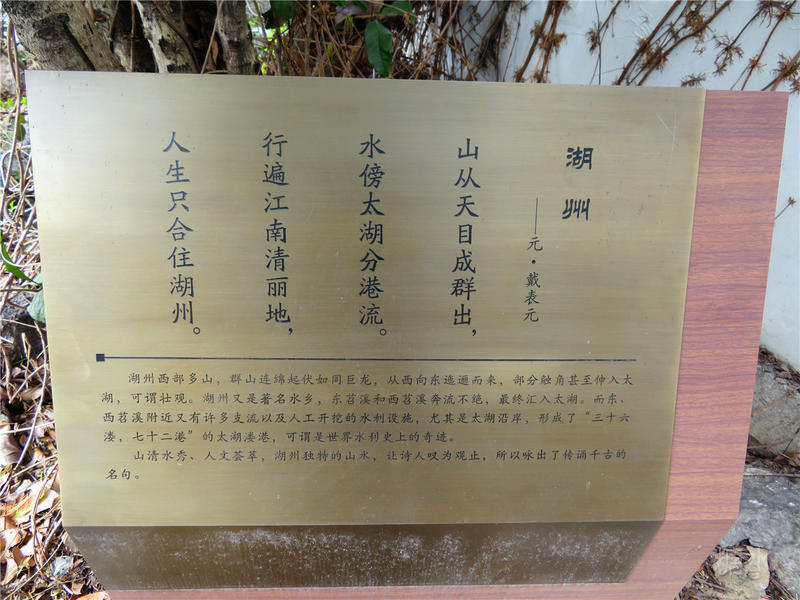 湖州
——元·戴表元
山从天目成群出，
水傍太湖分港流。
行遍江南清丽地，
人生只合住湖州。
湖州西部多山，群山连绵起伏如同巨龙，从西向东迤逦而来，部分触角甚至伸入太
湖，可谓壮观。湖州又是著名水乡，东苕溪和西苕溪奔流不绝，最终汇入太湖。而东、
西苕溪附近又有许多支流以及人工开挖的水利设施，尤其是太湖沿岸，形成了“三十六
溇，七十二港”的太湖溇港，可谓是世界水利史上的奇迹。
山清水秀、人文荟萃，湖州独特的山水，让诗人叹为观止，所以咏出了传诵千古的
名句。